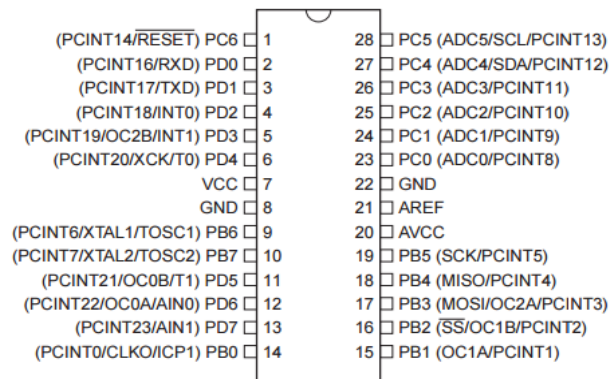 (PCINT14/RESET) PC6 1 28 PC5 (ADC5/SCL/PCINT13)
(PCINT16/RXD) PD0 2 27 PC4 (ADC4/SDA/PCINT12)
(PCINT17/TXD) PD1 3 26 PC3 (ADC3/PCINT11)
(PCINT18/INT0) PD2 4 25 PC2 (ADC2/PCINT10)
(PCINT19/OC2B/INT1) PD3 5 24 PC1 (ADC1/PCINT9)
(PCINT20/XCK/T0) PD4 6 23 PC0 (ADC0/PCINT8)
VCC 7 22 GND
GND 8 21 AREF
(PCINT6/XTAL1/TOSC1) PB6 9 20 AVCC
(PCINT7/XTAL2/TOSC2) PB7 10 19 PB5 (SCK/PCINT5)
(PCINT21/OC0B/T1) PD5 11 18 PB4 (MISO/PCINT4)
(PCINT22/OC0A/AIN0) PD6 12 17 PB3 (MOSI/OC2A/PCINT3)
(PCINT23/AIN1) PD7 13 16 PB2 (SS/OC1B/PCINT2)
(PCINT0/CLKO/ICP1) PB0 14 15 PB1 (OC1A/PCINT1)